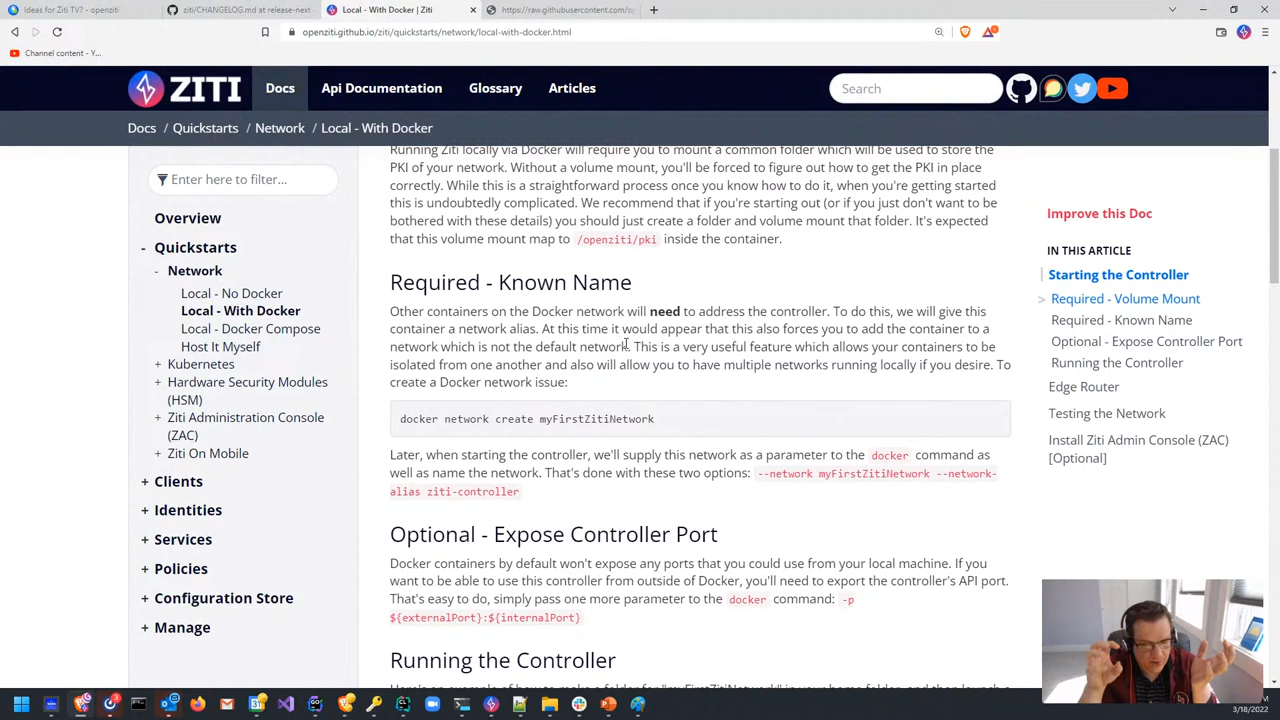 Ideas for Ziti TV? - openziti
ziti/CHANGELOG.md at release-next
Local - With Docker | Ziti
https://raw.githubusercontent.com/op
openziti.github.io/ziti/quickstarts/network/local-with-docker.html
Channel content - Y...
ZITI
Docs
Api Documentation
Glossary
Articles
Search
Docs / Quickstarts / Network / Local - With Docker
Enter here to filter...
Overview
- Quickstarts
- Network
Local - No Docker
Local - With Docker
Local - Docker Compose
Host It Myself
+ Kubernetes
+ Hardware Security Modules
(HSM)
+ Ziti Administration Console
(ZAC)
+ Ziti On Mobile
+ Clients
+ Identities
+ Services
+ Policies
+ Configuration Store
+ Manage
Running Ziti locally via Docker will require you to mount a common folder which will be used to store the
PKI of your network. Without a volume mount, you'll be forced to figure out how to get the PKI in place
correctly. While this is a straightforward process once you know how to do it, when you're getting started
this is undoubtedly complicated. We recommend that if you're starting out (or if you just don't want to be
bothered with these details) you should just create a folder and volume mount that folder. It's expected
that this volume mount map to /openziti/pki inside the container.
Required - Known Name
Other containers on the Docker network will need to address the controller. To do this, we will give this
container a network alias. At this time it would appear that this also forces you to add the container to a
network which is not the default network. This is a very useful feature which allows your containers to be
isolated from one another and also will allow you to have multiple networks running locally if you desire. To
create a Docker network issue:
docker network create myFirstZitiNetwork
Later, when starting the controller, we'll supply this network as a parameter to the docker command as
well as name the network. That's done with these two options: --network myFirstZitiNetwork --network-
alias ziti-controller
Optional - Expose Controller Port
Docker containers by default won't expose any ports that you could use from your local machine. If you
want to be able to use this controller from outside of Docker, you'll need to export the controller's API port.
That's easy to do, simply pass one more parameter to the docker command: -p
${externalPort}:${internalPort}
Running the Controller
Improve this Doc
IN THIS ARTICLE
Starting the Controller
> Required - Volume Mount
Required - Known Name
Optional - Expose Controller Port
Running the Controller
Edge Router
Testing the Network
Install Ziti Admin Console (ZAC)
[Optional]
3/18/2022